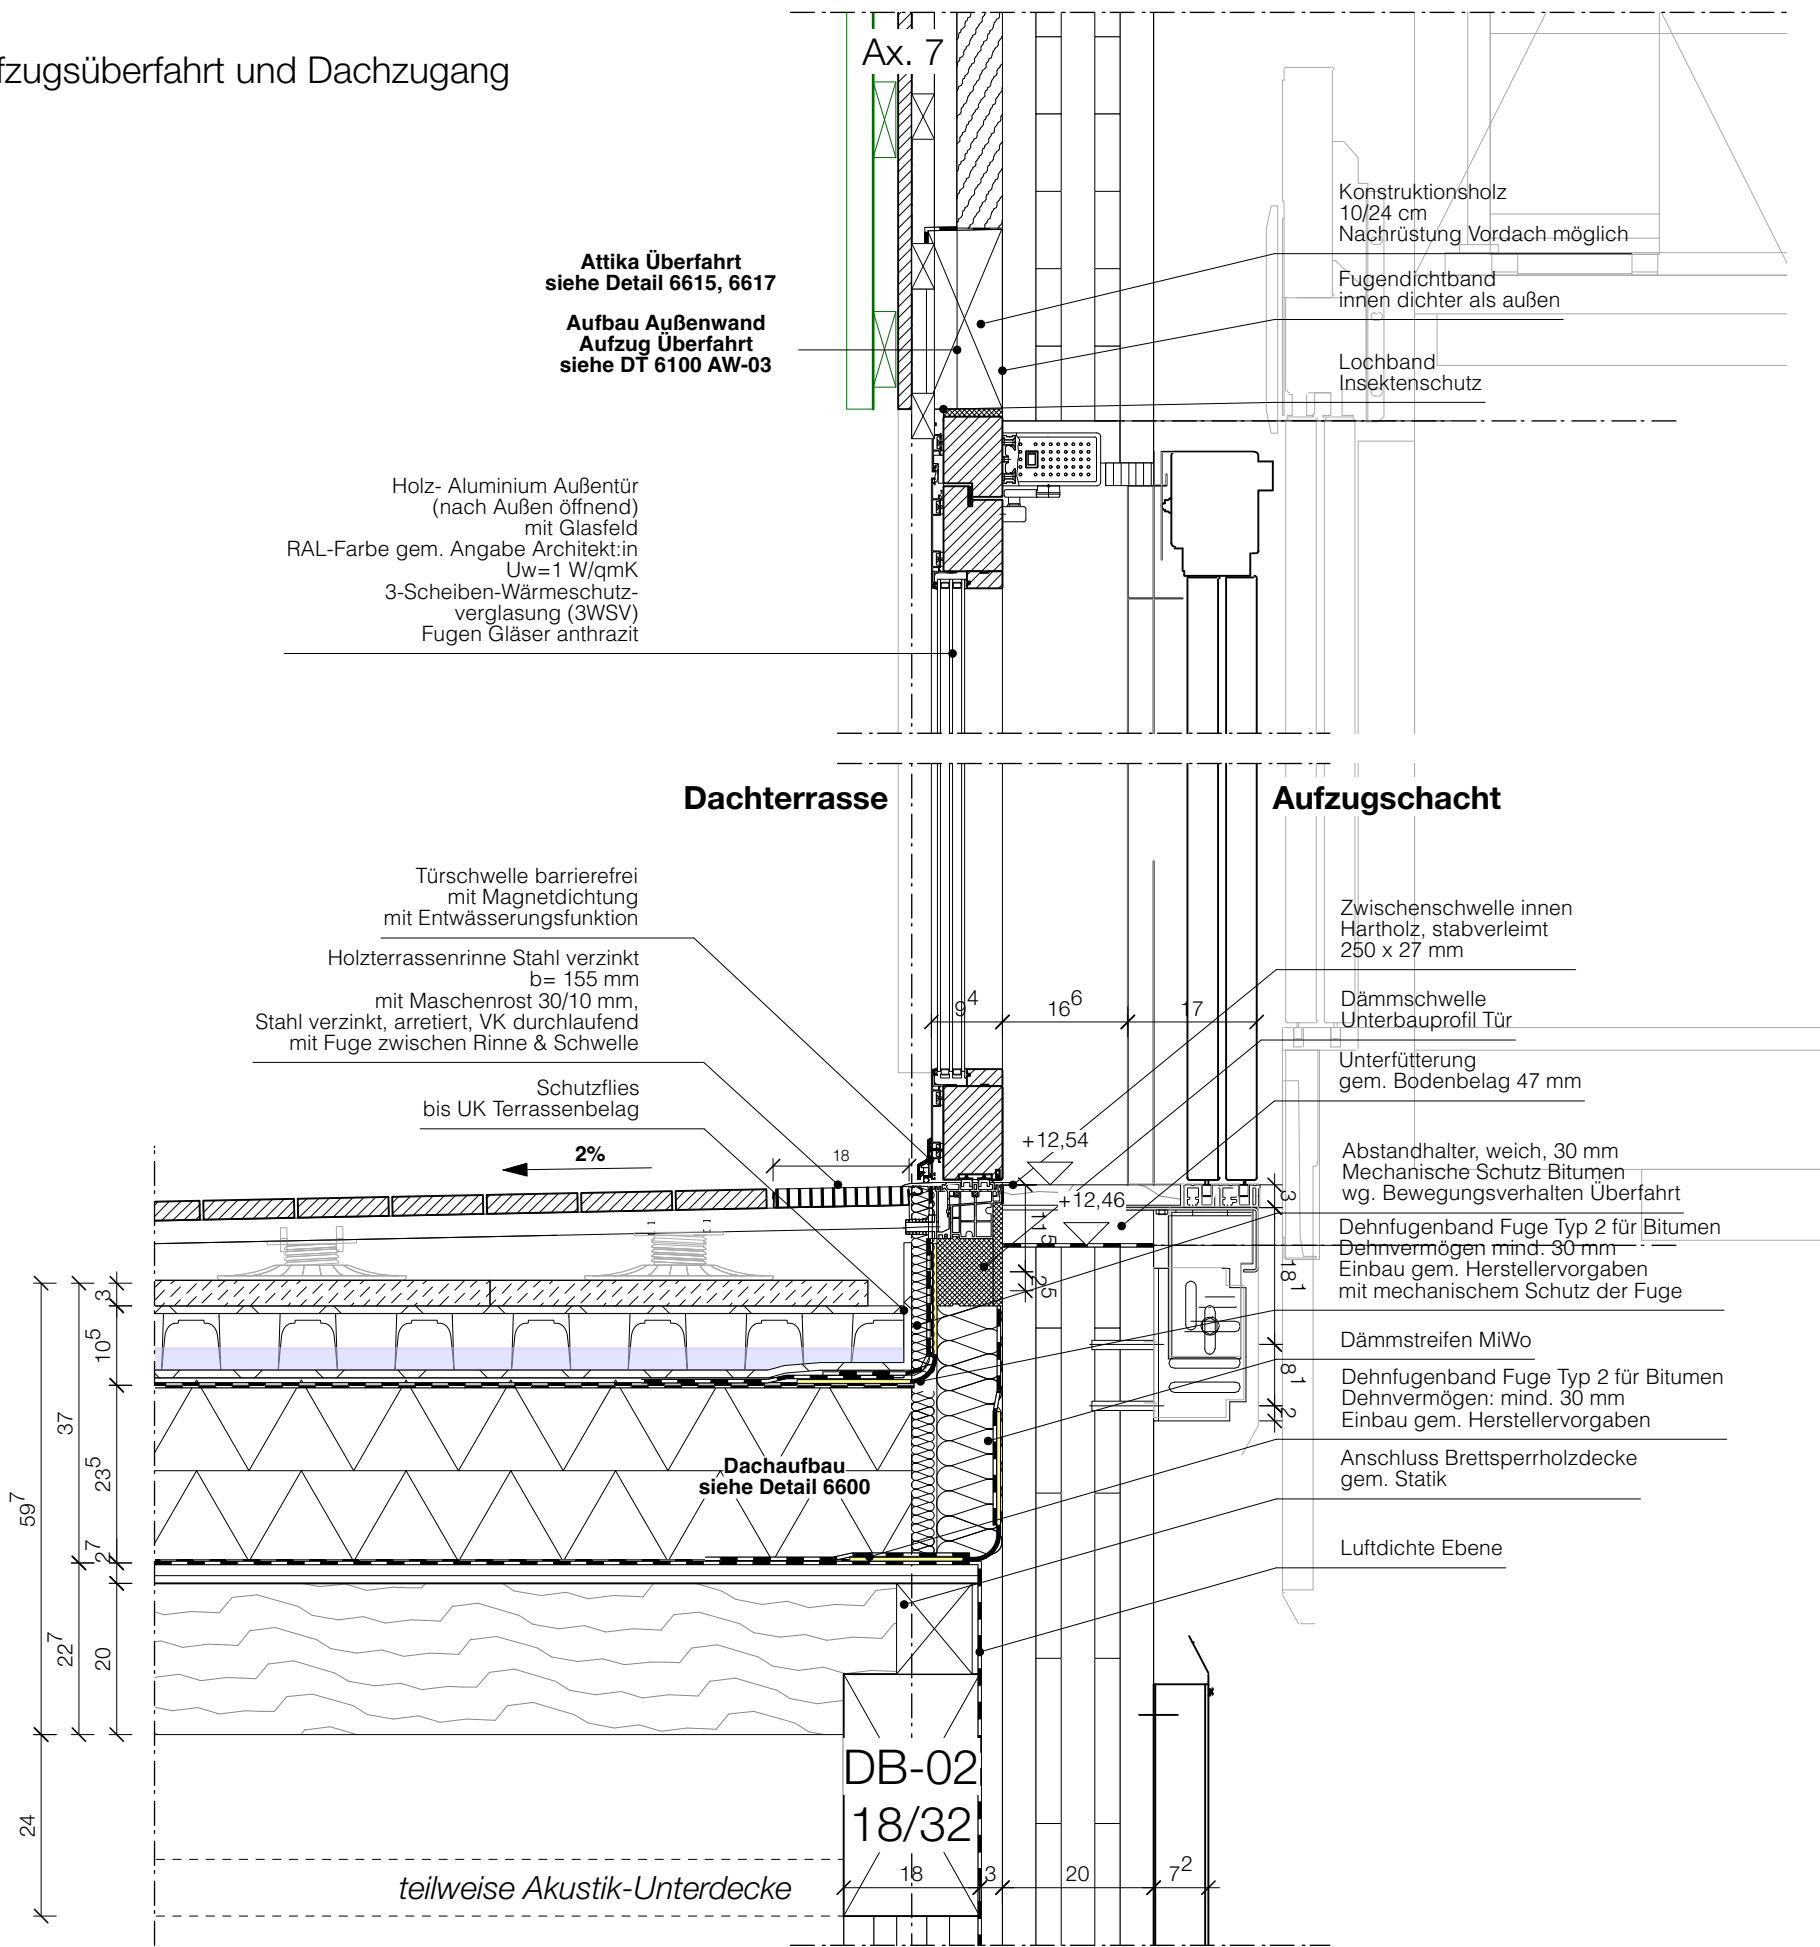 fzugsüberfahrt und Dachzugang
Ax. 7
Konstruktionsholz
10/24 cm
Nachrüstung Vordach möglich
Attika Überfahrt
siehe Detail 6615, 6617
Fugendichtband
innen dichter als außen
Aufbau Außenwand
Aufzug Überfahrt
siehe DT 6100 AW-03
Lochband
Insektenschutz
Holz- Aluminium Außentür
(nach Außen öffnend)
mit Glasfeld
RAL-Farbe gem. Angabe Architekt:in
Uw=1 W/qmK
3-Scheiben-Wärmeschutz-
verglasung (3WSV)
Fugen Gläser anthrazit
Dachterrasse
Aufzugschacht
Türschwelle barrierefrei
mit Magnetdichtung
mit Entwässerungsfunktion
Holzterrassenrinne Stahl verzinkt
b= 155 mm
mit Maschenrost 30/10 mm,
Stahl verzinkt, arretiert, VK durchlaufend
mit Fuge zwischen Rinne & Schwelle
Schutzflies
bis UK Terrassenbelag
Zwischenschwelle innen
Hartholz, stabverleimt
250 x 27 mm
Dämmschwelle
Unterbauprofil Tür
Unterfütterung
gem. Bodenbelag 47 mm
9⁴
16⁶
17
2%
18
+12,54
+12,46
11⁵
2⁵
3
18¹
8¹
2
Abstandhalter, weich, 30 mm
Mechanische Schutz Bitumen
wg. Bewegungsverhalten Überfahrt
Dehnfugenband Fuge Typ 2 für Bitumen
Dehnvermögen mind. 30 mm
Einbau gem. Herstellervorgaben
mit mechanischem Schutz der Fuge
Dämmstreifen MiWo
Dehnfugenband Fuge Typ 2 für Bitumen
Dehnvermögen: mind. 30 mm
Einbau gem. Herstellervorgaben
Anschluss Brettsperrholzdecke
gem. Statik
Luftdichte Ebene
Dachaufbau
siehe Detail 6600
3
10⁵
37
23⁵
59⁷
2⁷
22⁷
20
24
DB-02
18/32
teilweise Akustik-Unterdecke
18
3
20
7²